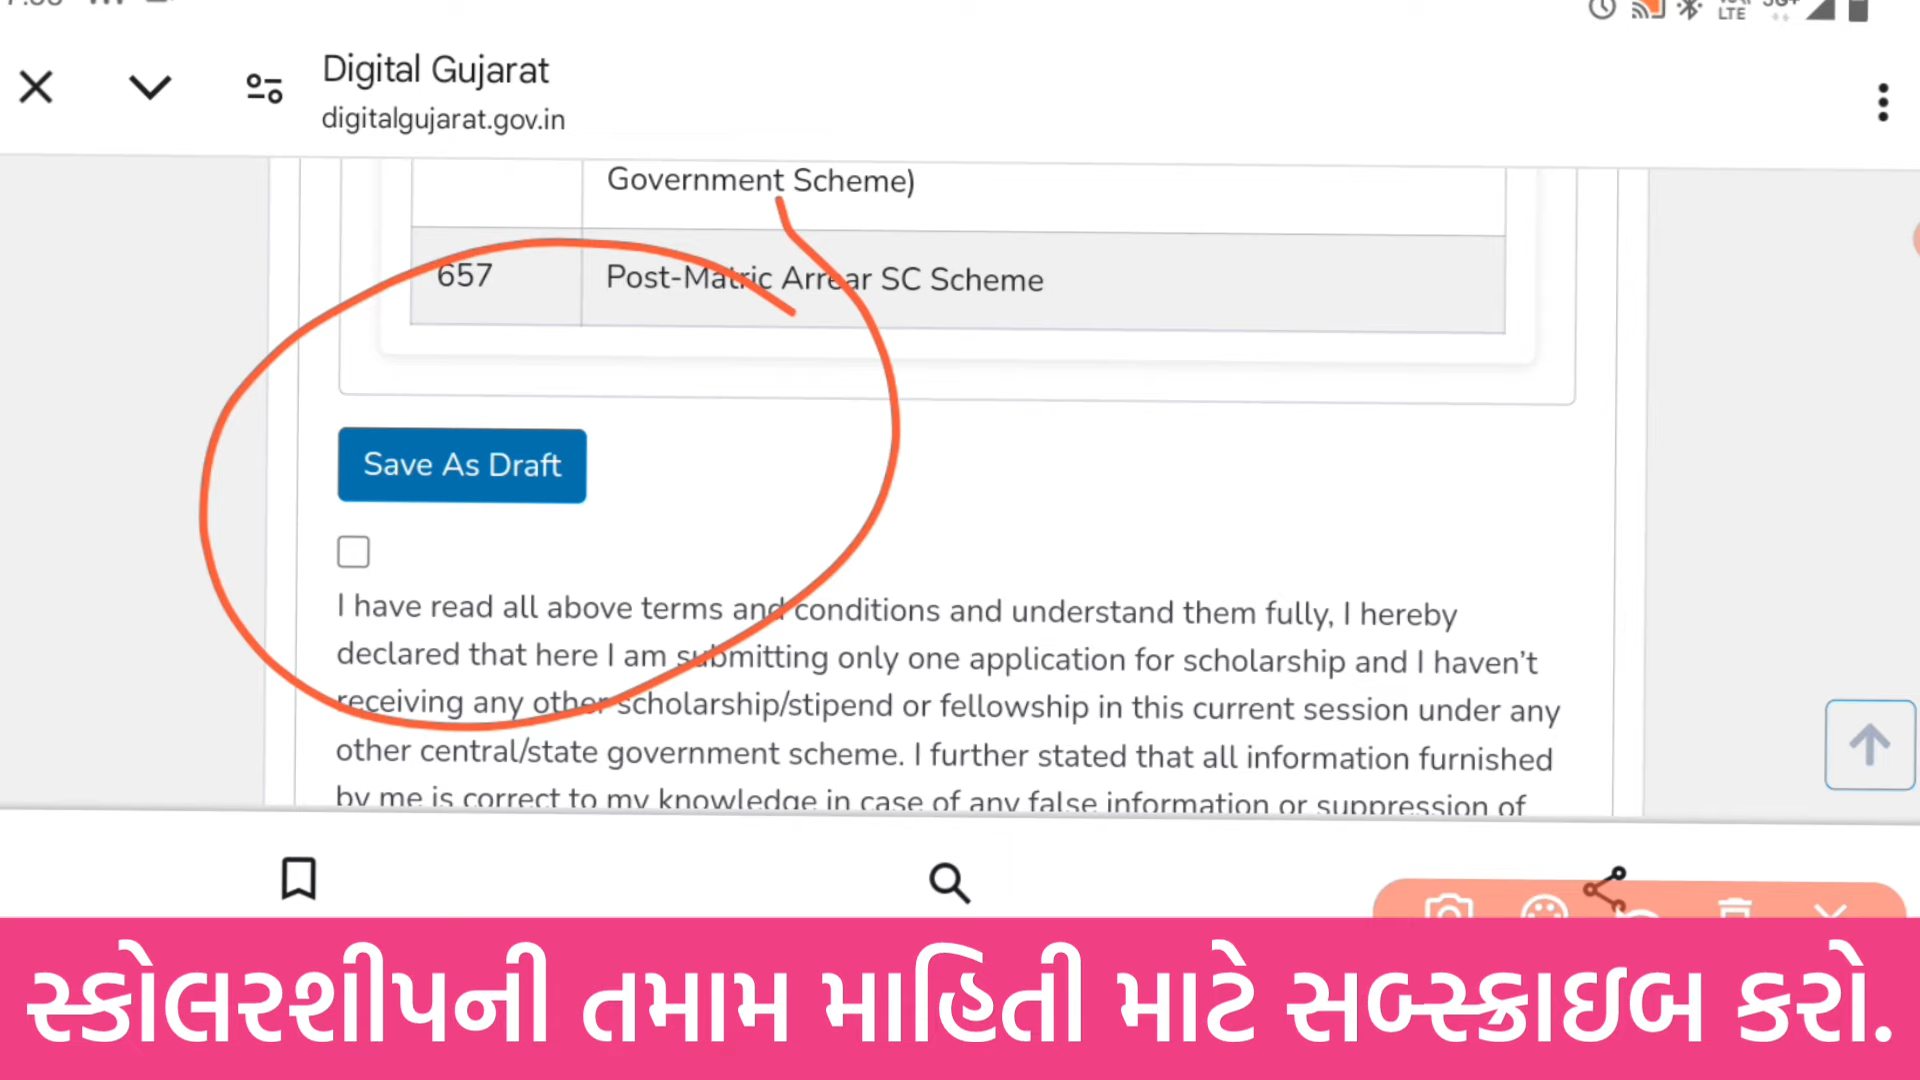 LTE
Digital Gujarat
digitalgujarat.gov.in
Government Scheme)
657 Post-Matric Arrear SC Scheme
Save As Draft
I have read all above terms and conditions and understand them fully, I hereby
declared that here I am submitting only one application for scholarship and I haven't
receiving any other scholarship/stipend or fellowship in this current session under any
other central/state government scheme. I further stated that all information furnished
by me is correct to my knowledge in case of any false information or suppression of
સ્કોલરશીપની તમામ માહિતી માટે સબ્સ્ક્રાઈબ કરો.